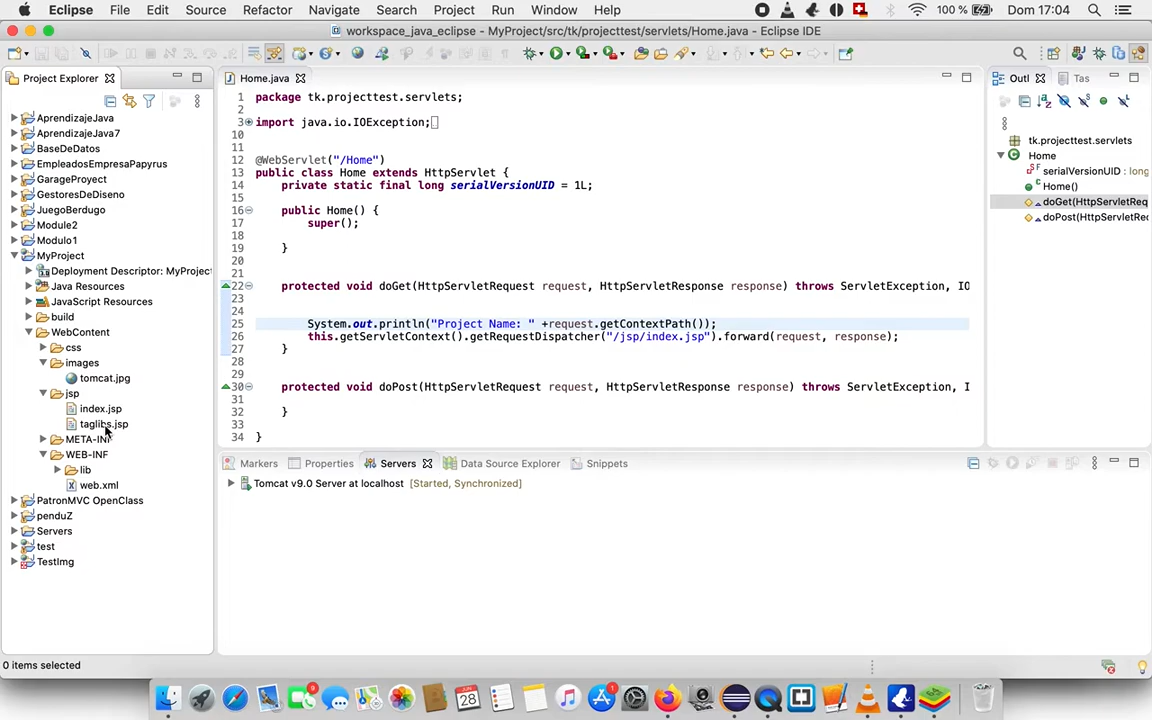 Eclipse File Edit Source Refactor Navigate Search Project Run Window Help 100 % Dom 17:04
workspace_java_eclipse - MyProject/src/tk/projecttest/servlets/Home.java - Eclipse IDE
Project Explorer
AprendizajeJava
AprendizajeJava7
BaseDeDatos
EmpleadosEmpresaPapyrus
GarageProyect
GestoresDeDiseno
JuegoBerdugo
Module2
Modulo1
MyProject
Deployment Descriptor: MyProject
Java Resources
JavaScript Resources
build
WebContent
css
images
tomcat.jpg
jsp
index.jsp
taglibs.jsp
META-INF
WEB-INF
lib
web.xml
PatronMVC OpenClass
penduZ
Servers
test
TestImg
Home.java
1 package tk.projecttest.servlets;
2
3 import java.io.IOException;
10
11
12 @WebServlet("/Home")
13 public class Home extends HttpServlet {
14 private static final long serialVersionUID = 1L;
15
16 public Home() {
17 super();
18
19 }
20
21
22 protected void doGet(HttpServletRequest request, HttpServletResponse response) throws ServletException, IO
23
24
25 System.out.println("Project Name: " +request.getContextPath());
26 this.getServletContext().getRequestDispatcher("/jsp/index.jsp").forward(request, response);
27 }
28
29
30 protected void doPost(HttpServletRequest request, HttpServletResponse response) throws ServletException, I
31
32 }
33
34 }
Outl Tas
tk.projecttest.servlets
Home
serialVersionUID : long
Home()
doGet(HttpServletReq
doPost(HttpServletRec
Markers Properties Servers Data Source Explorer Snippets
Tomcat v9.0 Server at localhost [Started, Synchronized]
0 items selected